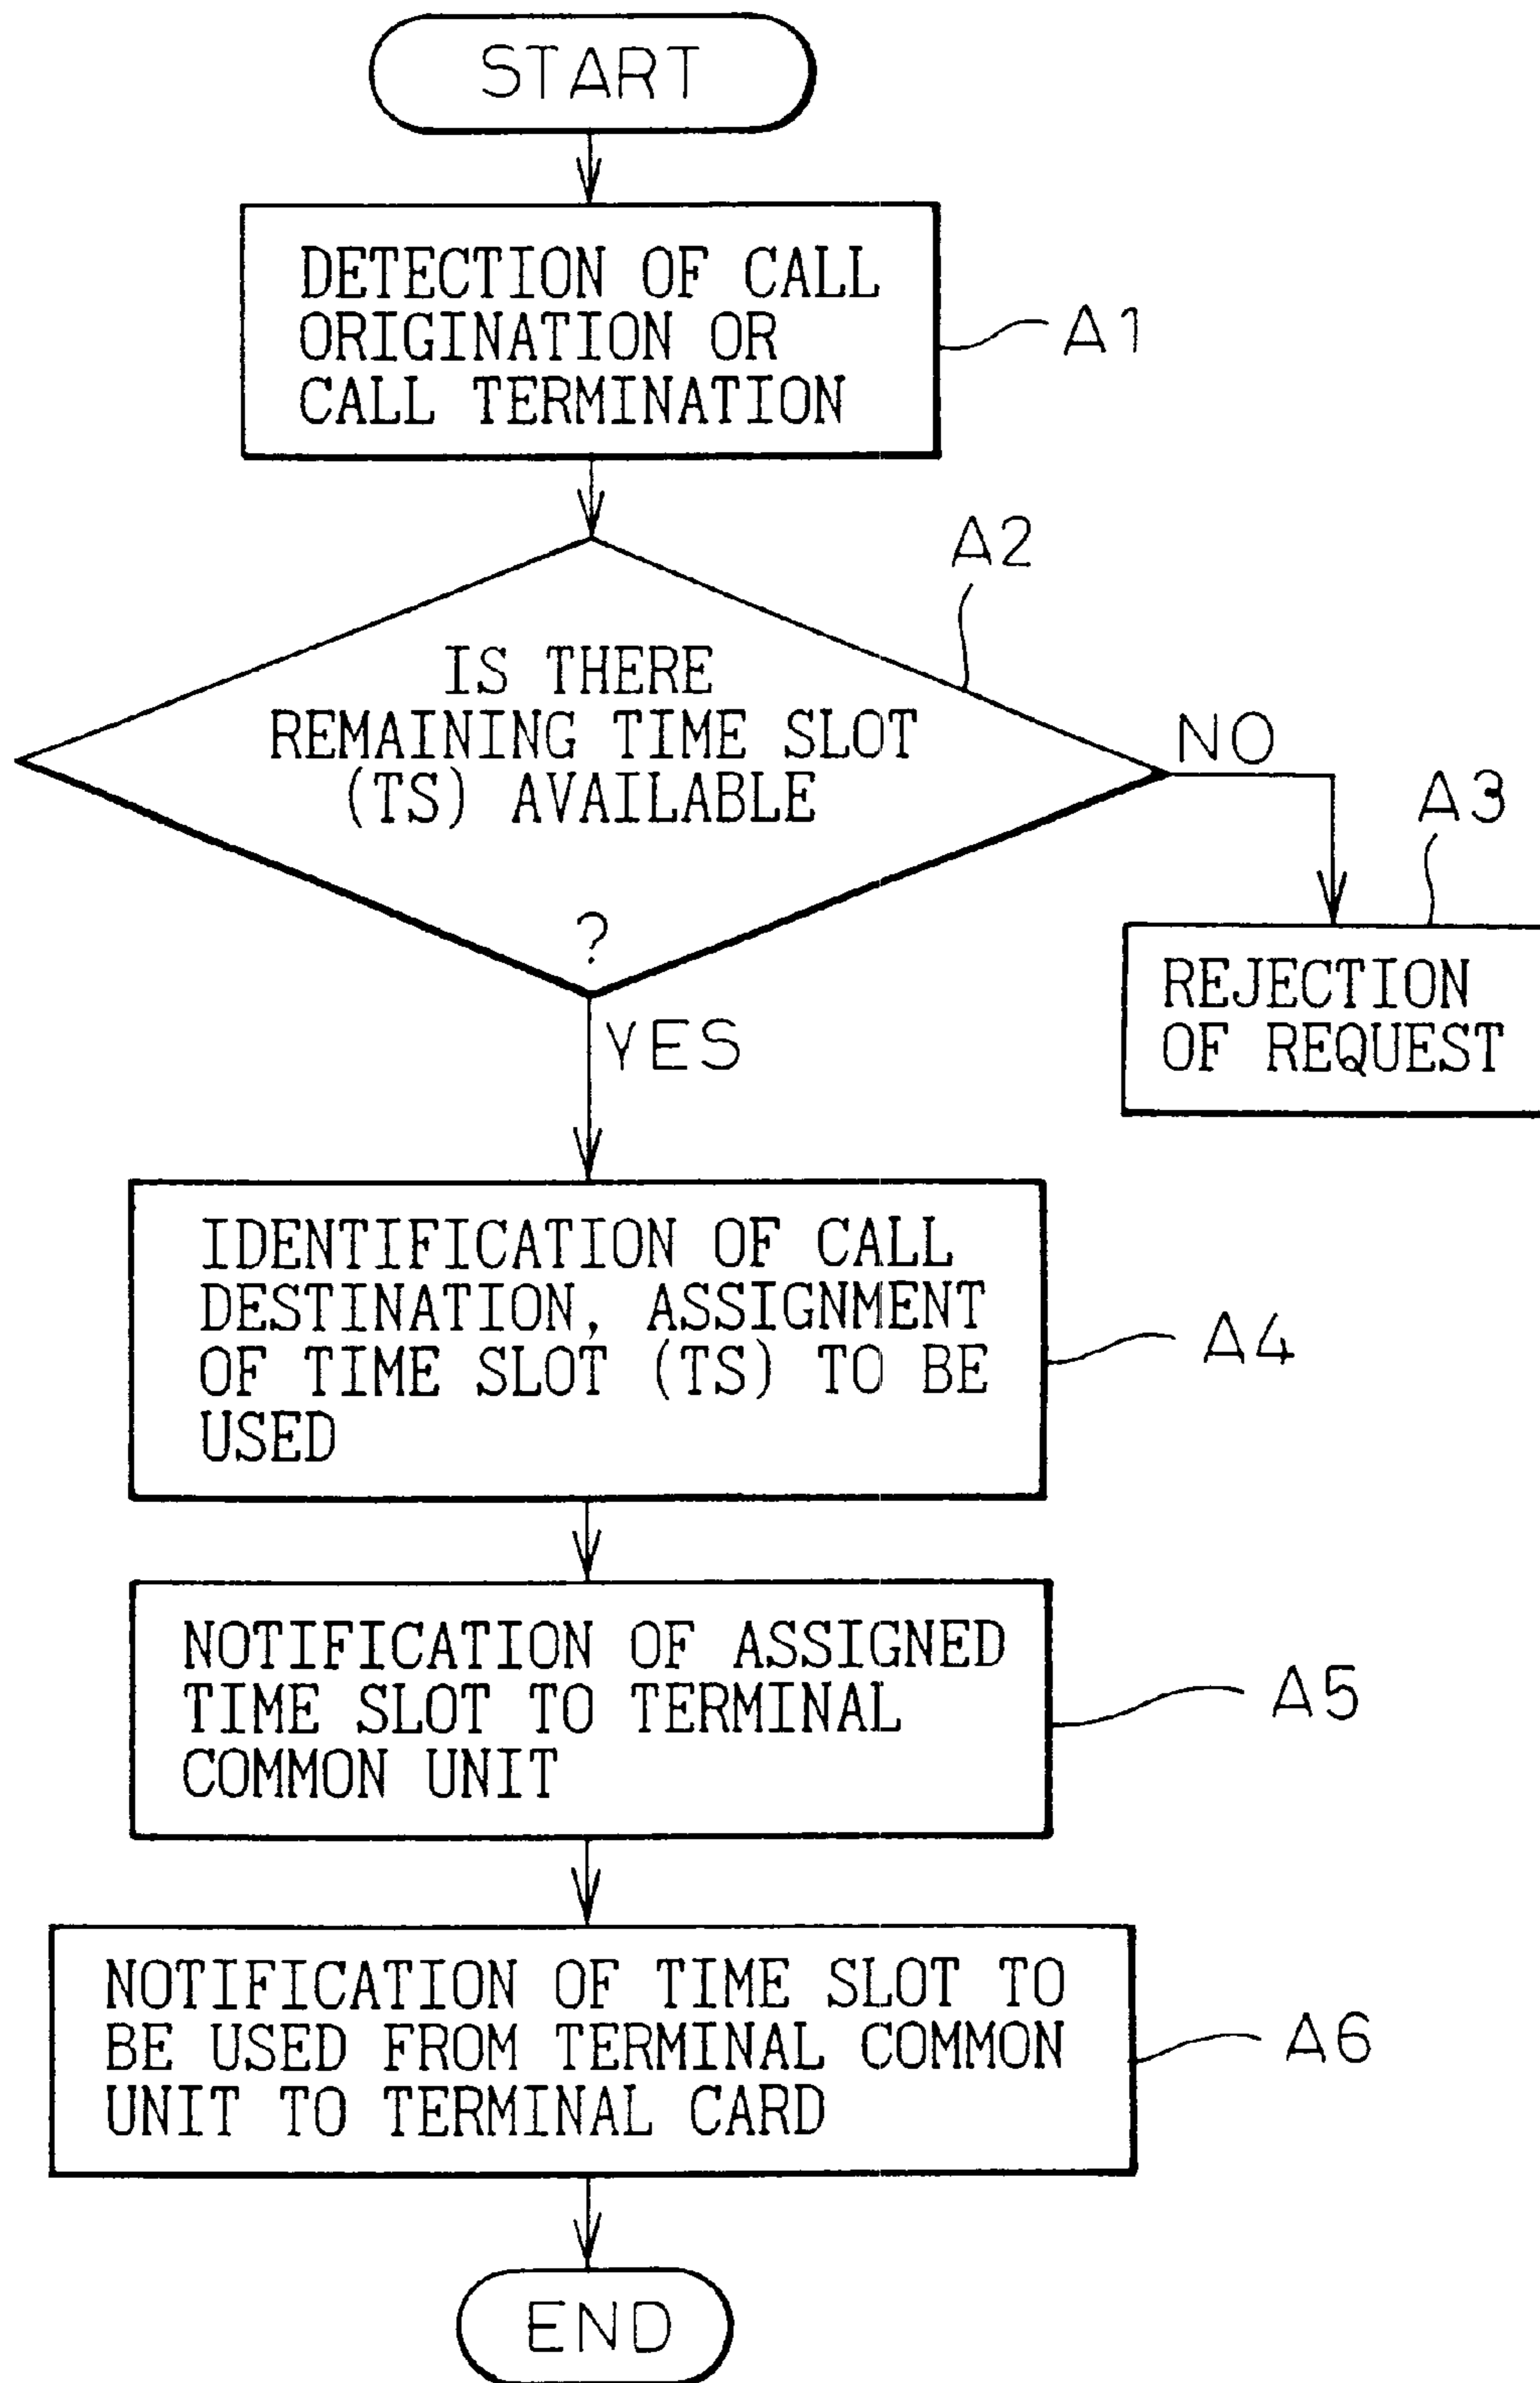 START
DETECTION OF CALL
ORIGINATION OR
CALL TERMINATION
A1
A2
IS THERE
REMAINING TIME SLOT
(TS) AVAILABLE
?
NO
A3
REJECTION
OF REQUEST
YES
IDENTIFICATION OF CALL
DESTINATION, ASSIGNMENT
OF TIME SLOT (TS) TO BE
USED
A4
NOTIFICATION OF ASSIGNED
TIME SLOT TO TERMINAL
COMMON UNIT
A5
NOTIFICATION OF TIME SLOT TO
BE USED FROM TERMINAL COMMON
UNIT TO TERMINAL CARD
A6
END